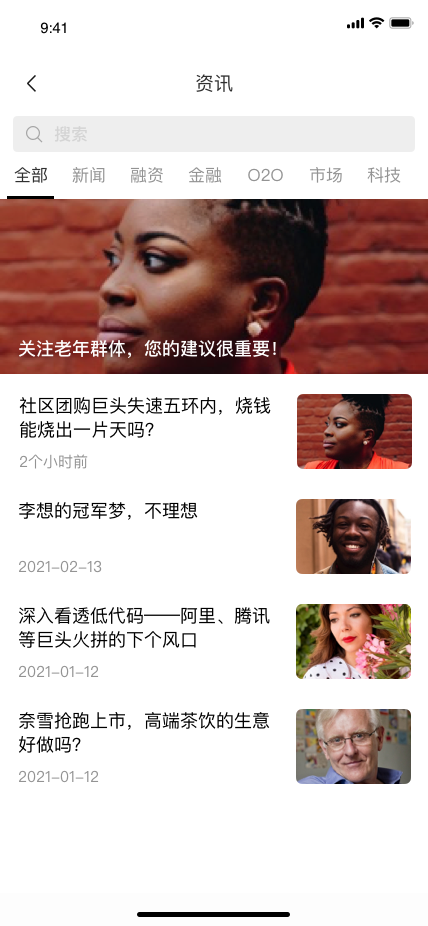 9:41
资讯
搜索
全部 新闻 融资 金融 O2O 市场 科技
关注老年群体，您的建议很重要！
社区团购巨头失速五环内，烧钱
能烧出一片天吗？
2个小时前
李想的冠军梦，不理想
2021-02-13
深入看透低代码——阿里、腾讯
等巨头火拼的下个风口
2021-01-12
奈雪抢跑上市，高端茶饮的生意
好做吗？
2021-01-12